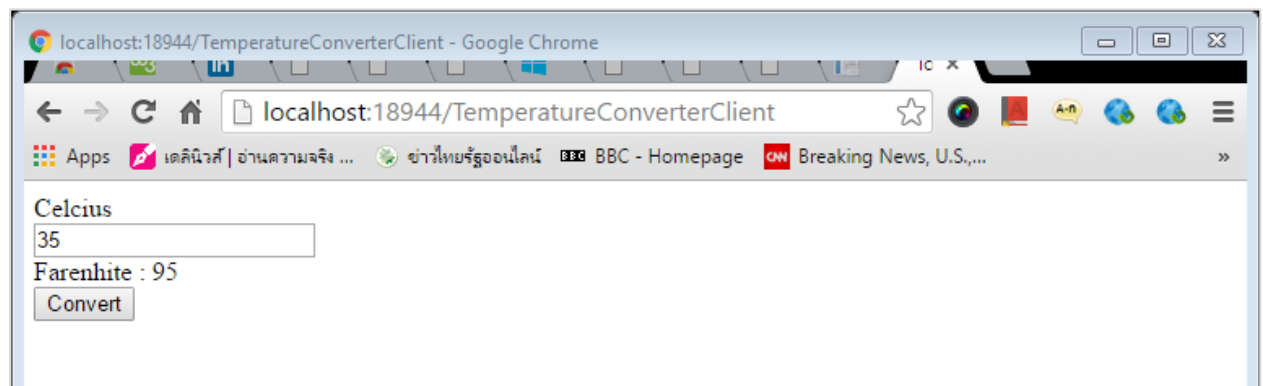 localhost:18944/TemperatureConverterClient - Google Chrome
localhost:18944/TemperatureConverterClient
Apps เดลินิวส์ | อ่านความจริง ... ข่าวไทยรัฐออนไลน์ BBC - Homepage CNN Breaking News, U.S.,... »
Celcius
35
Farenhite : 95
Convert